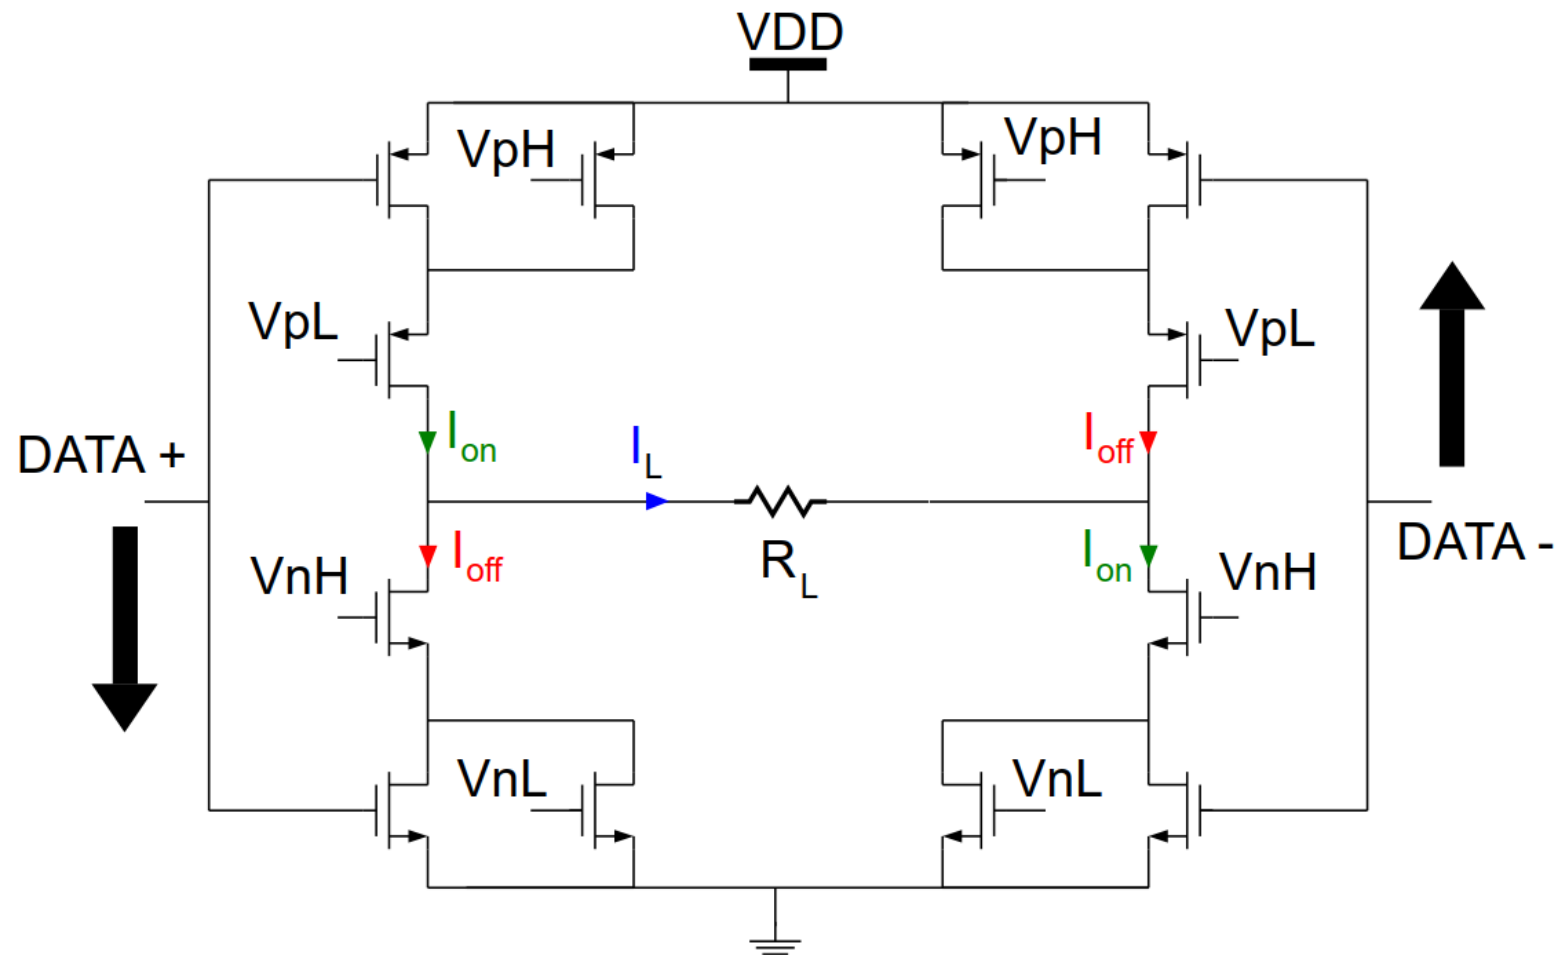 VDD
VpH
VpH
VpL
VpL
Ion
Ioff
DATA +
IL
Ioff
Ion
RL
DATA -
VnH
VnH
VnL
VnL